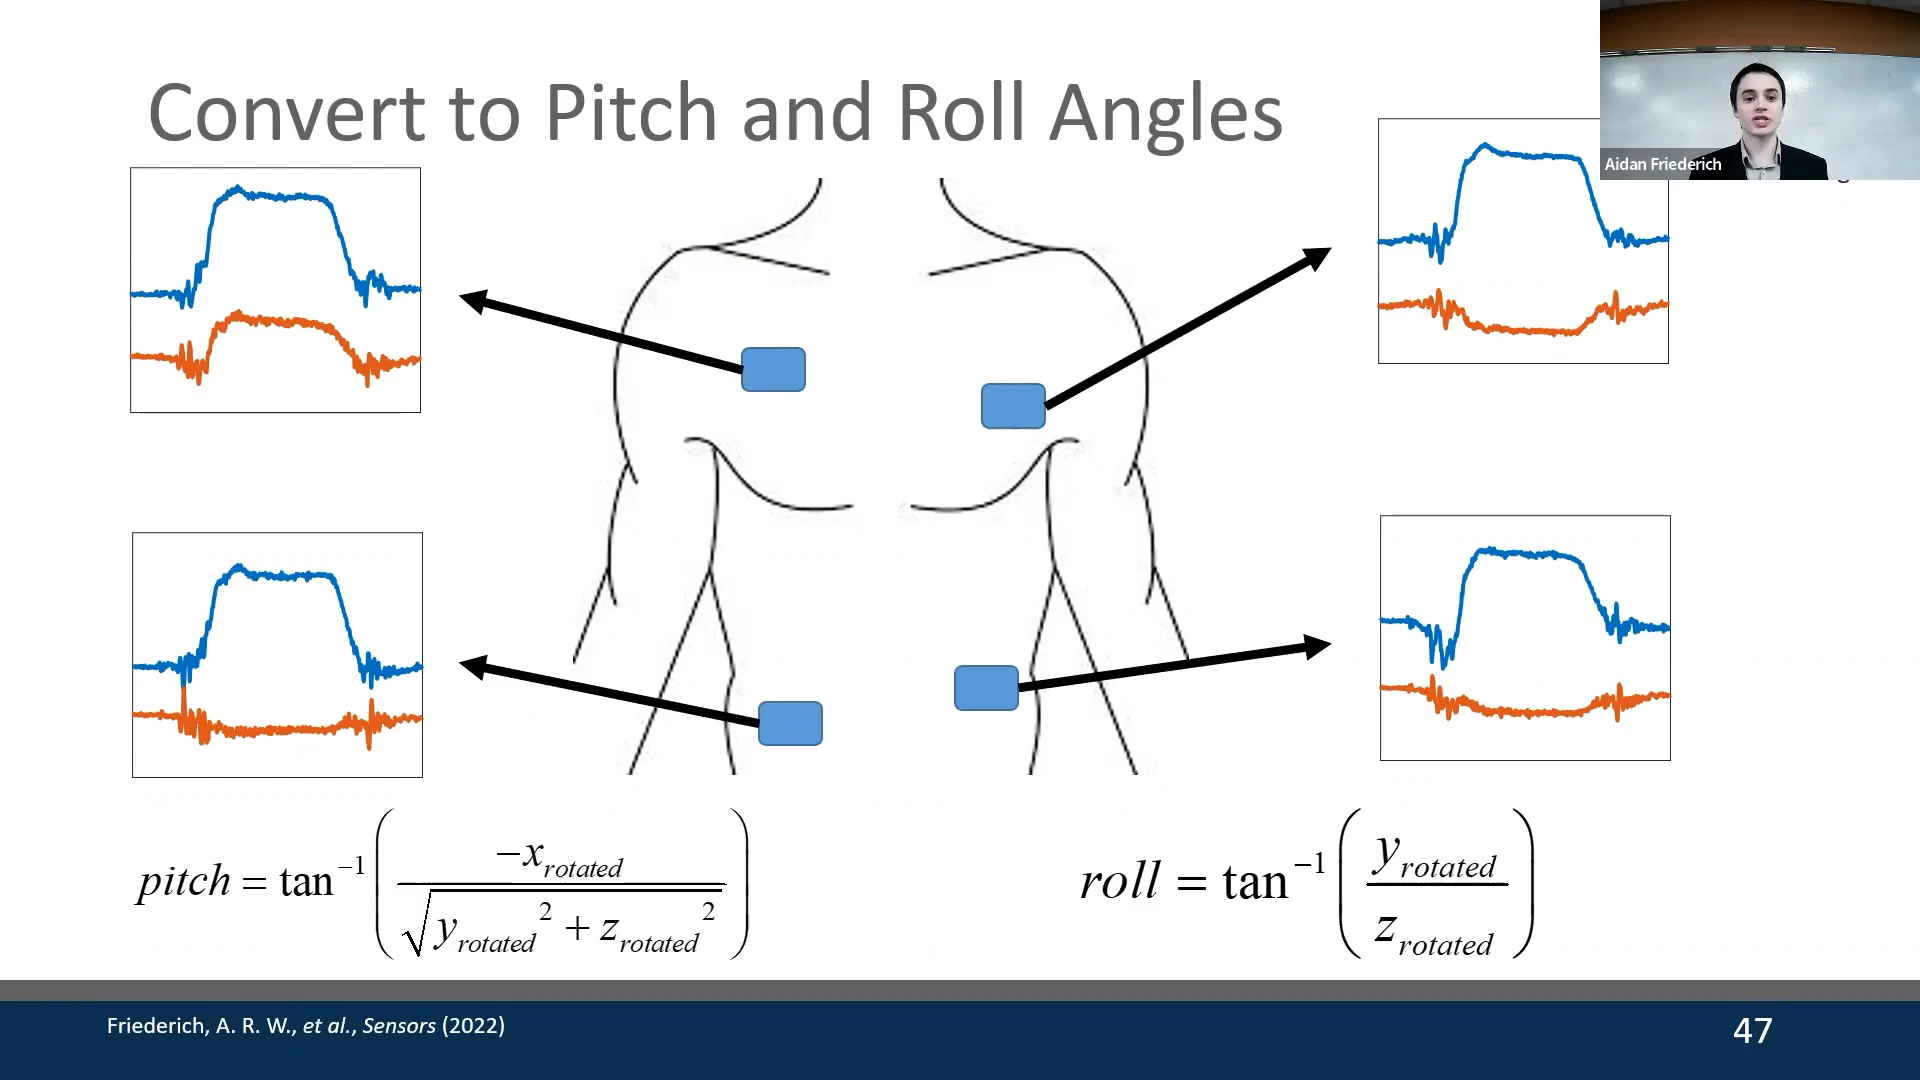 Convert to Pitch and Roll Angles
Aidan Friederich
pitch = tan⁻¹ ( −x_rotated / √(y_rotated² + z_rotated²) )
roll = tan⁻¹ ( y_rotated / z_rotated )
Friederich, A. R. W., et al., Sensors (2022)
47